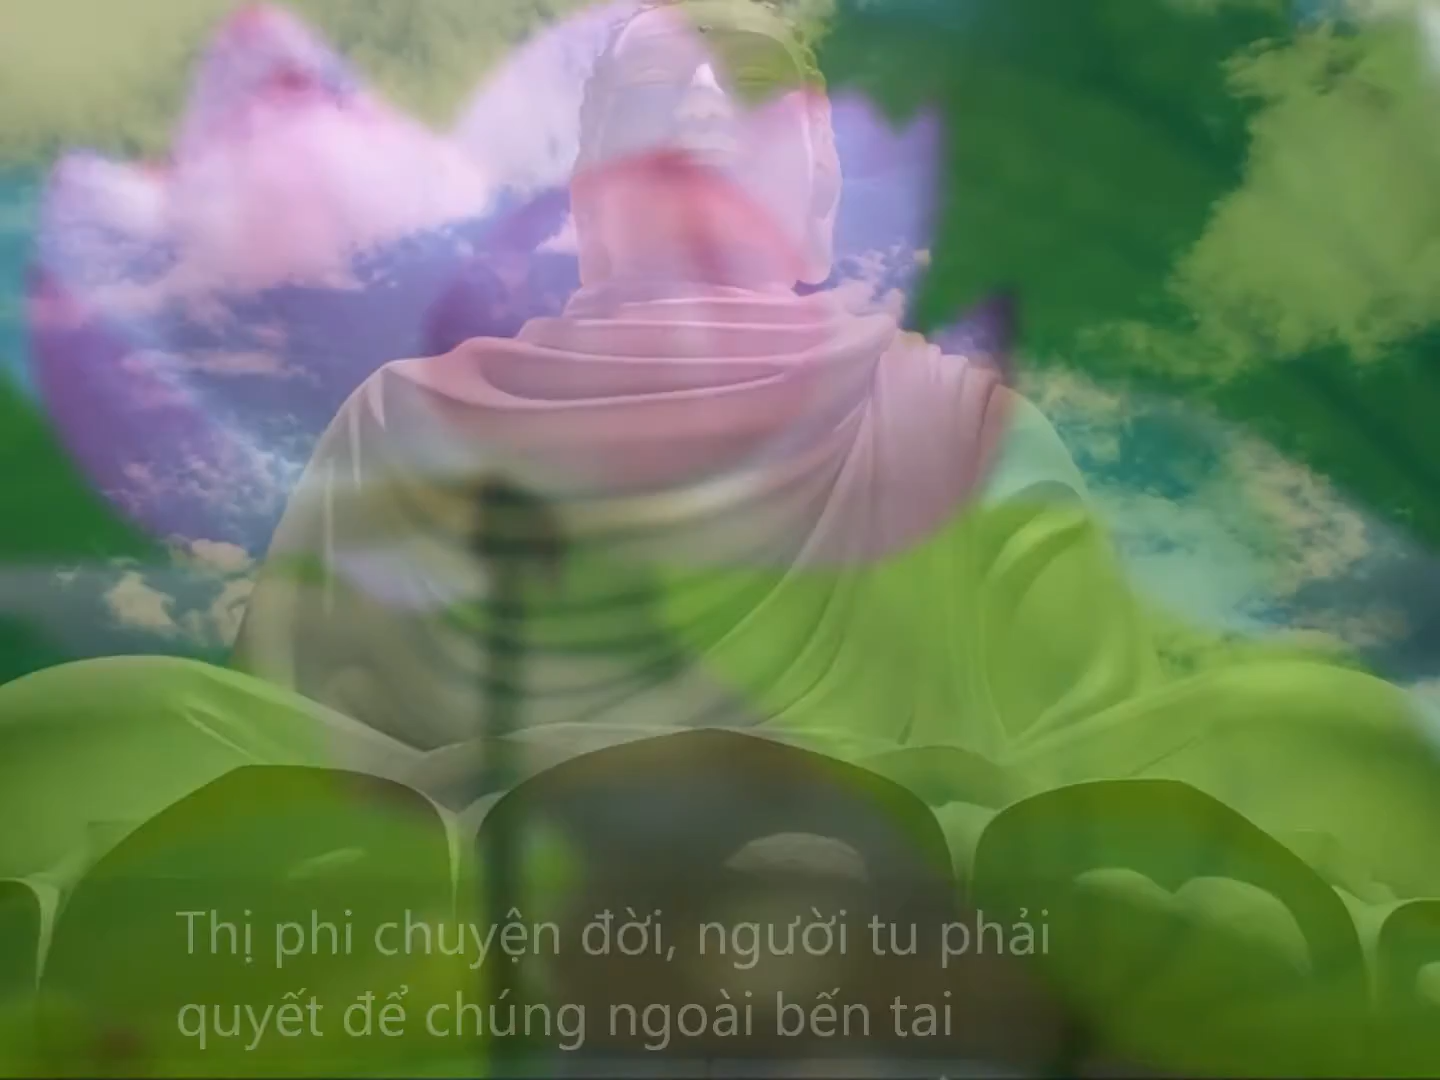 Thị phi chuyện đời, người tu phải
quyết để chúng ngoài bến tai